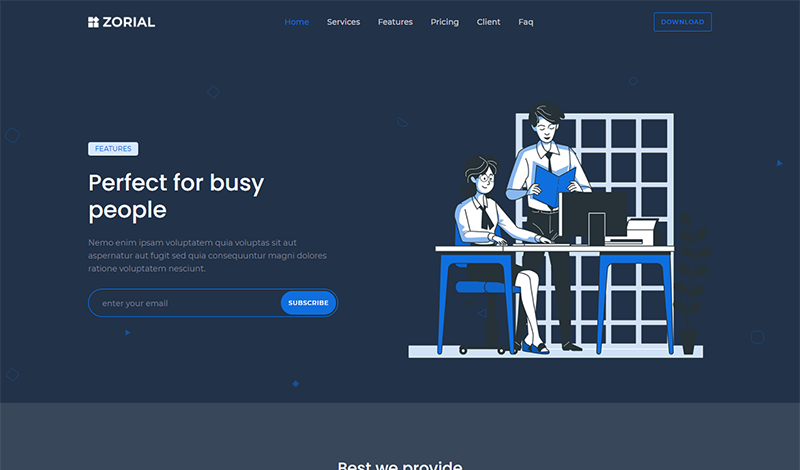 ZORIAL
Home Services Features Pricing Client Faq
DOWNLOAD
FEATURES
Perfect for busy
people
Nemo enim ipsam voluptatem quia voluptas sit aut
aspernatur aut fugit sed quia consequuntur magni dolores
ratione voluptatem nesciunt.
enter your email
SUBSCRIBE
Best we provide